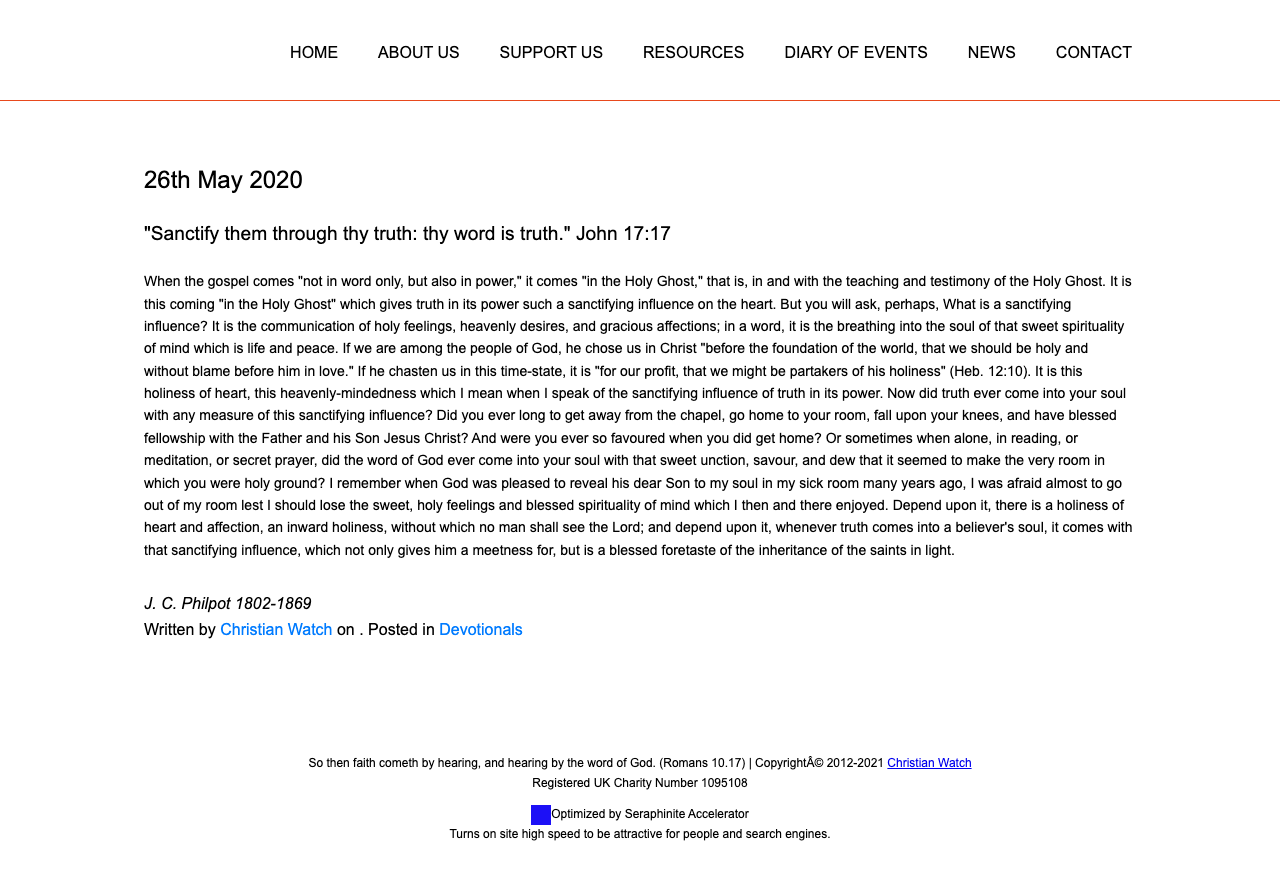 HOME ABOUT US SUPPORT US RESOURCES DIARY OF EVENTS NEWS CONTACT
26th May 2020
"Sanctify them through thy truth: thy word is truth." John 17:17
When the gospel comes "not in word only, but also in power," it comes "in the Holy Ghost," that is, in and with the teaching and testimony of the Holy Ghost. It is
this coming "in the Holy Ghost" which gives truth in its power such a sanctifying influence on the heart. But you will ask, perhaps, What is a sanctifying
influence? It is the communication of holy feelings, heavenly desires, and gracious affections; in a word, it is the breathing into the soul of that sweet spirituality
of mind which is life and peace. If we are among the people of God, he chose us in Christ "before the foundation of the world, that we should be holy and
without blame before him in love." If he chasten us in this time-state, it is "for our profit, that we might be partakers of his holiness" (Heb. 12:10). It is this
holiness of heart, this heavenly-mindedness which I mean when I speak of the sanctifying influence of truth in its power. Now did truth ever come into your soul
with any measure of this sanctifying influence? Did you ever long to get away from the chapel, go home to your room, fall upon your knees, and have blessed
fellowship with the Father and his Son Jesus Christ? And were you ever so favoured when you did get home? Or sometimes when alone, in reading, or
meditation, or secret prayer, did the word of God ever come into your soul with that sweet unction, savour, and dew that it seemed to make the very room in
which you were holy ground? I remember when God was pleased to reveal his dear Son to my soul in my sick room many years ago, I was afraid almost to go
out of my room lest I should lose the sweet, holy feelings and blessed spirituality of mind which I then and there enjoyed. Depend upon it, there is a holiness of
heart and affection, an inward holiness, without which no man shall see the Lord; and depend upon it, whenever truth comes into a believer's soul, it comes with
that sanctifying influence, which not only gives him a meetness for, but is a blessed foretaste of the inheritance of the saints in light.
J. C. Philpot 1802-1869
Written by Christian Watch on . Posted in Devotionals
So then faith cometh by hearing, and hearing by the word of God. (Romans 10.17) | CopyrightÂ© 2012-2021 Christian Watch
Registered UK Charity Number 1095108
Optimized by Seraphinite Accelerator
Turns on site high speed to be attractive for people and search engines.